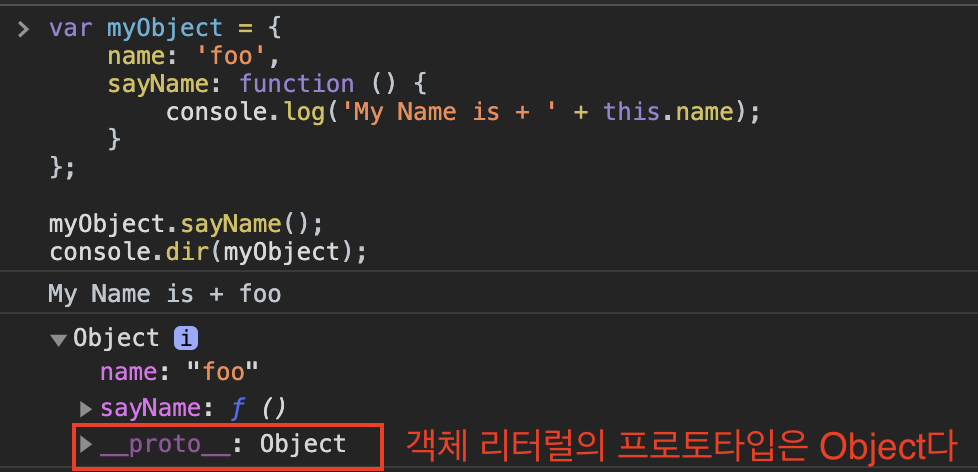 > var myObject = {
name: 'foo',
sayName: function () {
console.log('My Name is + ' + this.name);
}
};
myObject.sayName();
console.dir(myObject);
My Name is + foo
▼Object i
name: "foo"
▶sayName: ƒ ()
▶__proto__: Object 객체 리터럴의 프로토타입은 Object다